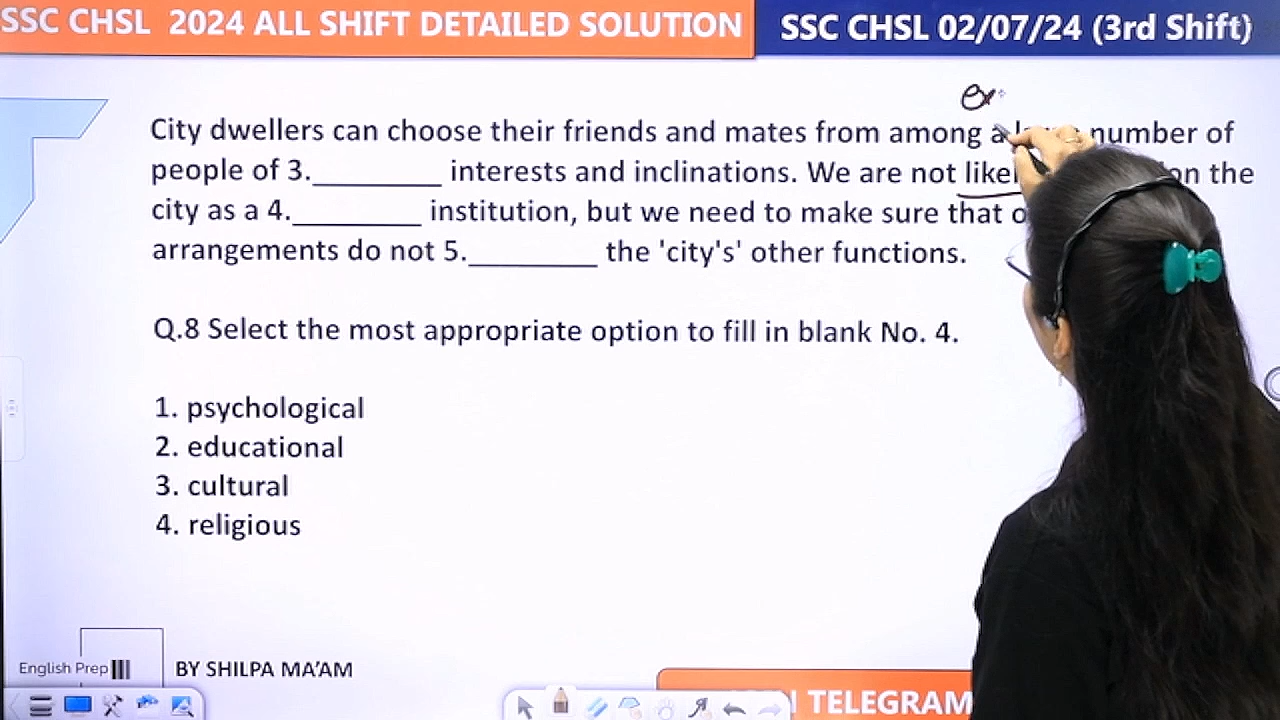 SSC CHSL 2024 ALL SHIFT DETAILED SOLUTION
SSC CHSL 02/07/24 (3rd Shift)
ex
City dwellers can choose their friends and mates from among a number of
people of 3.________ interests and inclinations. We are not on the
city as a 4.________ institution, but we need to make sure that
arrangements do not 5.________ the 'city's' other functions.
Q.8 Select the most appropriate option to fill in blank No. 4.
1. psychological
2. educational
3. cultural
4. religious
English Prep
BY SHILPA MA'AM
TELEGRAM